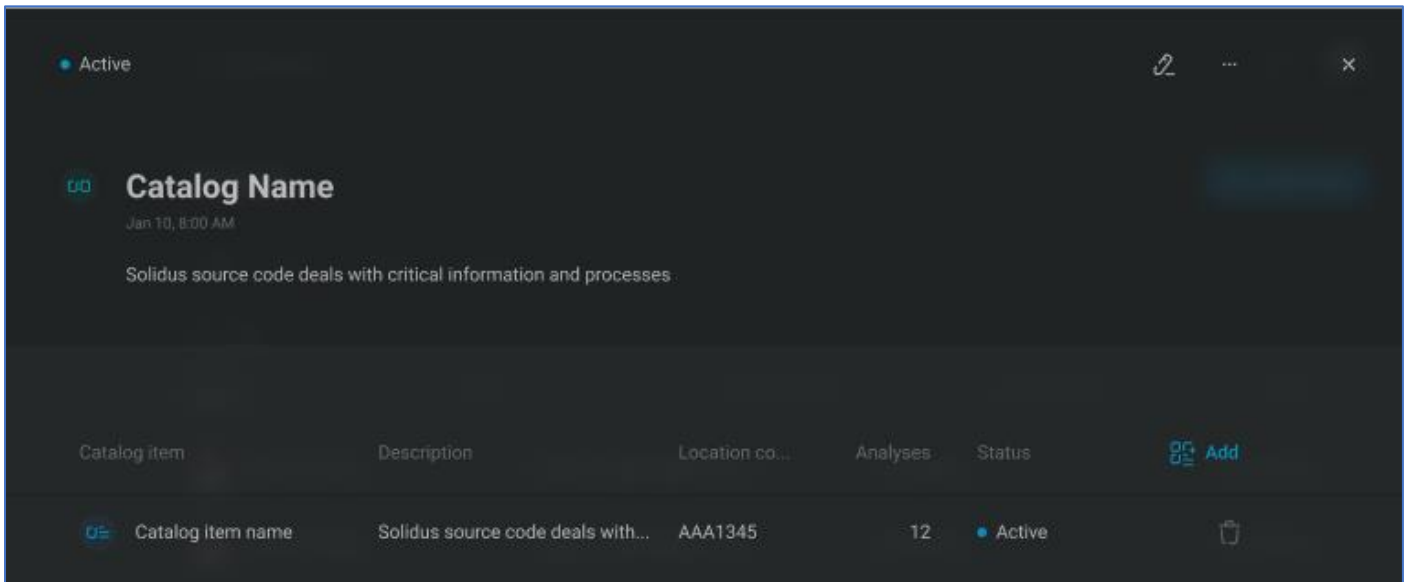 Active
Catalog Name
Jan 10, 8:00 AM
Solidus source code deals with critical information and processes
Catalog item Description Location co... Analyses Status Add
Catalog item name Solidus source code deals with... AAA1345 12 Active